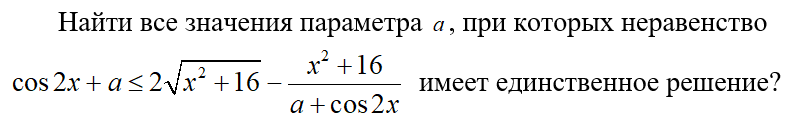 Найти все значения параметра a, при которых неравенство
cos 2x + a ≤ 2√(x² + 16) − (x² + 16)/(a + cos 2x) имеет единственное решение?